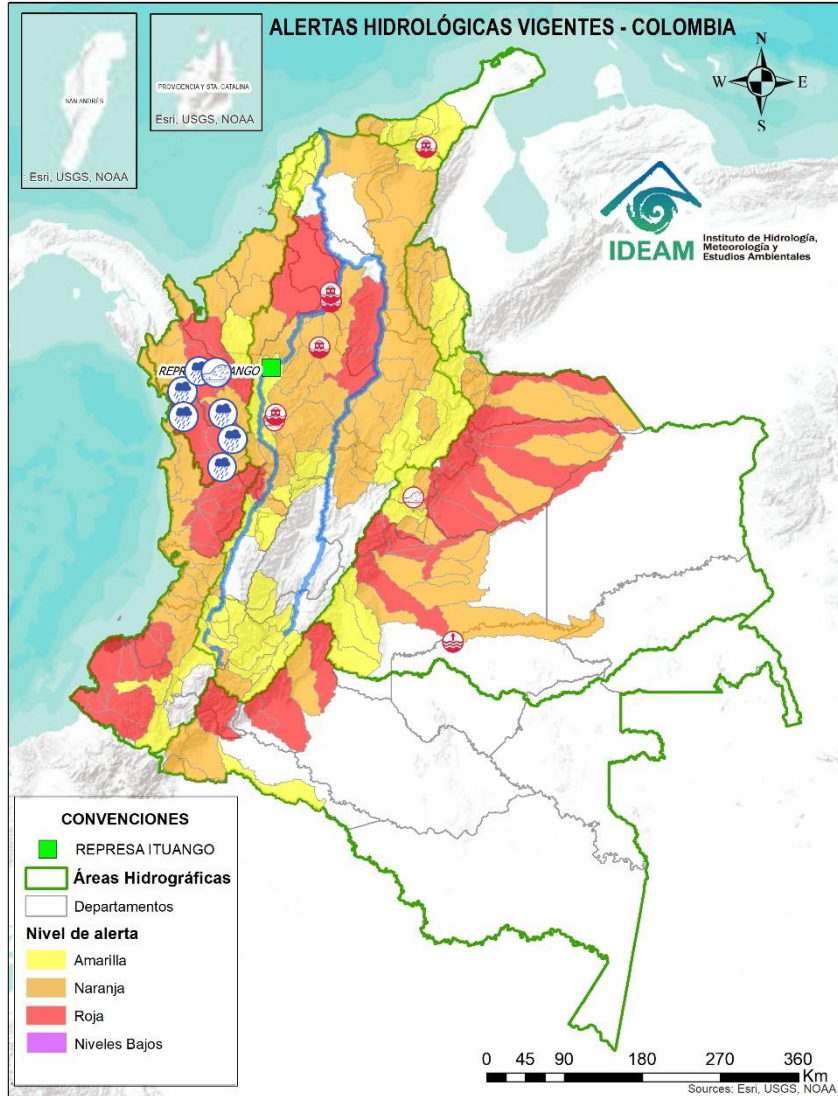 ALERTAS HIDROLÓGICAS VIGENTES - COLOMBIA
SAN ANDRÉS
Esri, USGS, NOAA
PROVIDENCIA Y STA. CATALINA
Esri, USGS, NOAA
N
W
E
S
IDEAM
Instituto de Hidrología,
Meteorología y
Estudios Ambientales
CONVENCIONES
REPRESA ITUANGO
Áreas Hidrográficas
Departamentos
Nivel de alerta
Amarilla
Naranja
Roja
Niveles Bajos
0 45 90 180 270 360
Km
Sources: Esri, USGS, NOAA